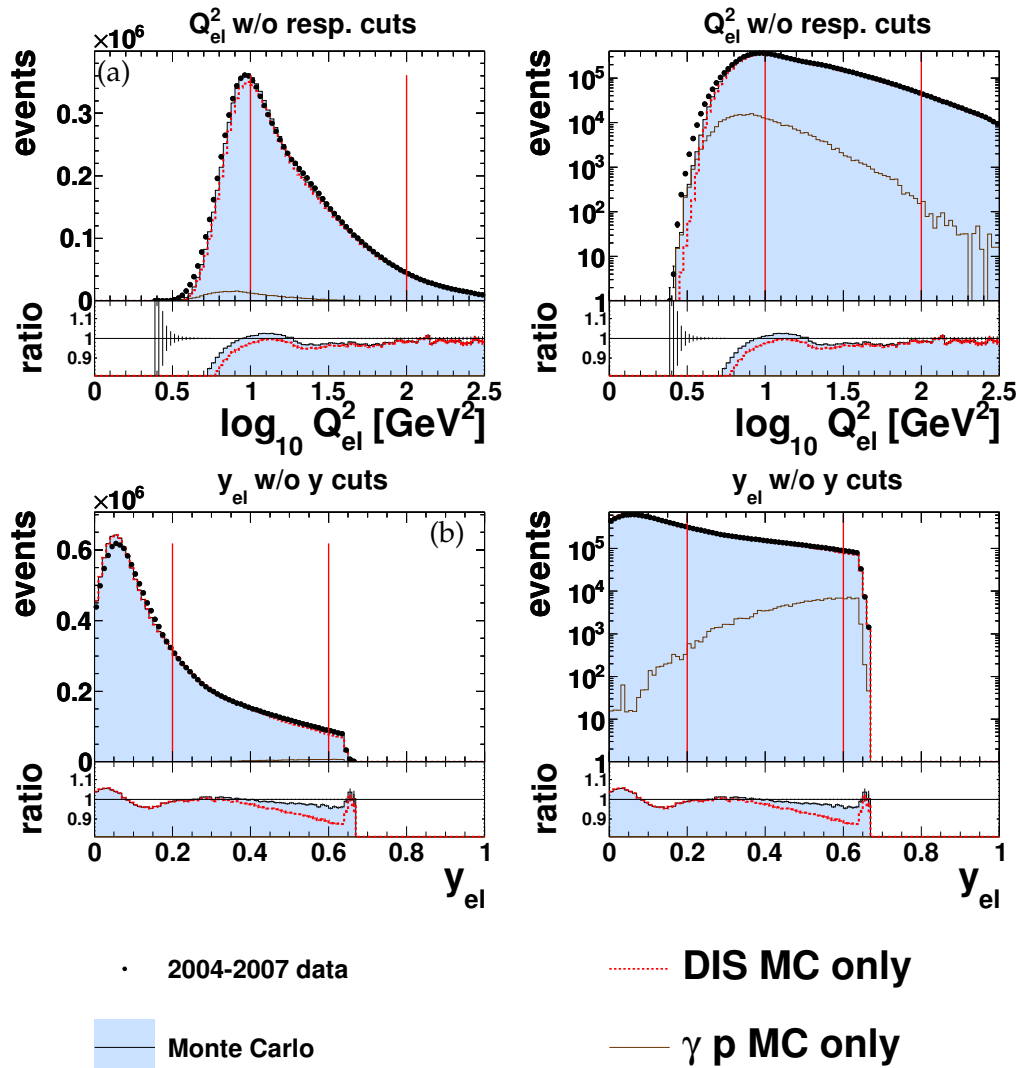 Q²el w/o resp. cuts
×10⁶
(a)
events
0.3
0.2
0.1
0
ratio
1.1
1
0.9
0 0.5 1 1.5 2 2.5
log₁₀ Q²el [GeV²]
Q²el w/o resp. cuts
events
10⁵
10⁴
10³
10²
10
1
ratio
1.1
1
0.9
0 0.5 1 1.5 2 2.5
log₁₀ Q²el [GeV²]
yel w/o y cuts
×10⁶
(b)
events
0.6
0.4
0.2
0
ratio
1.1
1
0.9
0 0.2 0.4 0.6 0.8 1
yel
yel w/o y cuts
events
10⁵
10⁴
10³
10²
10
1
ratio
1.1
1
0.9
0 0.2 0.4 0.6 0.8 1
yel
2004-2007 data
DIS MC only
Monte Carlo
γ p MC only